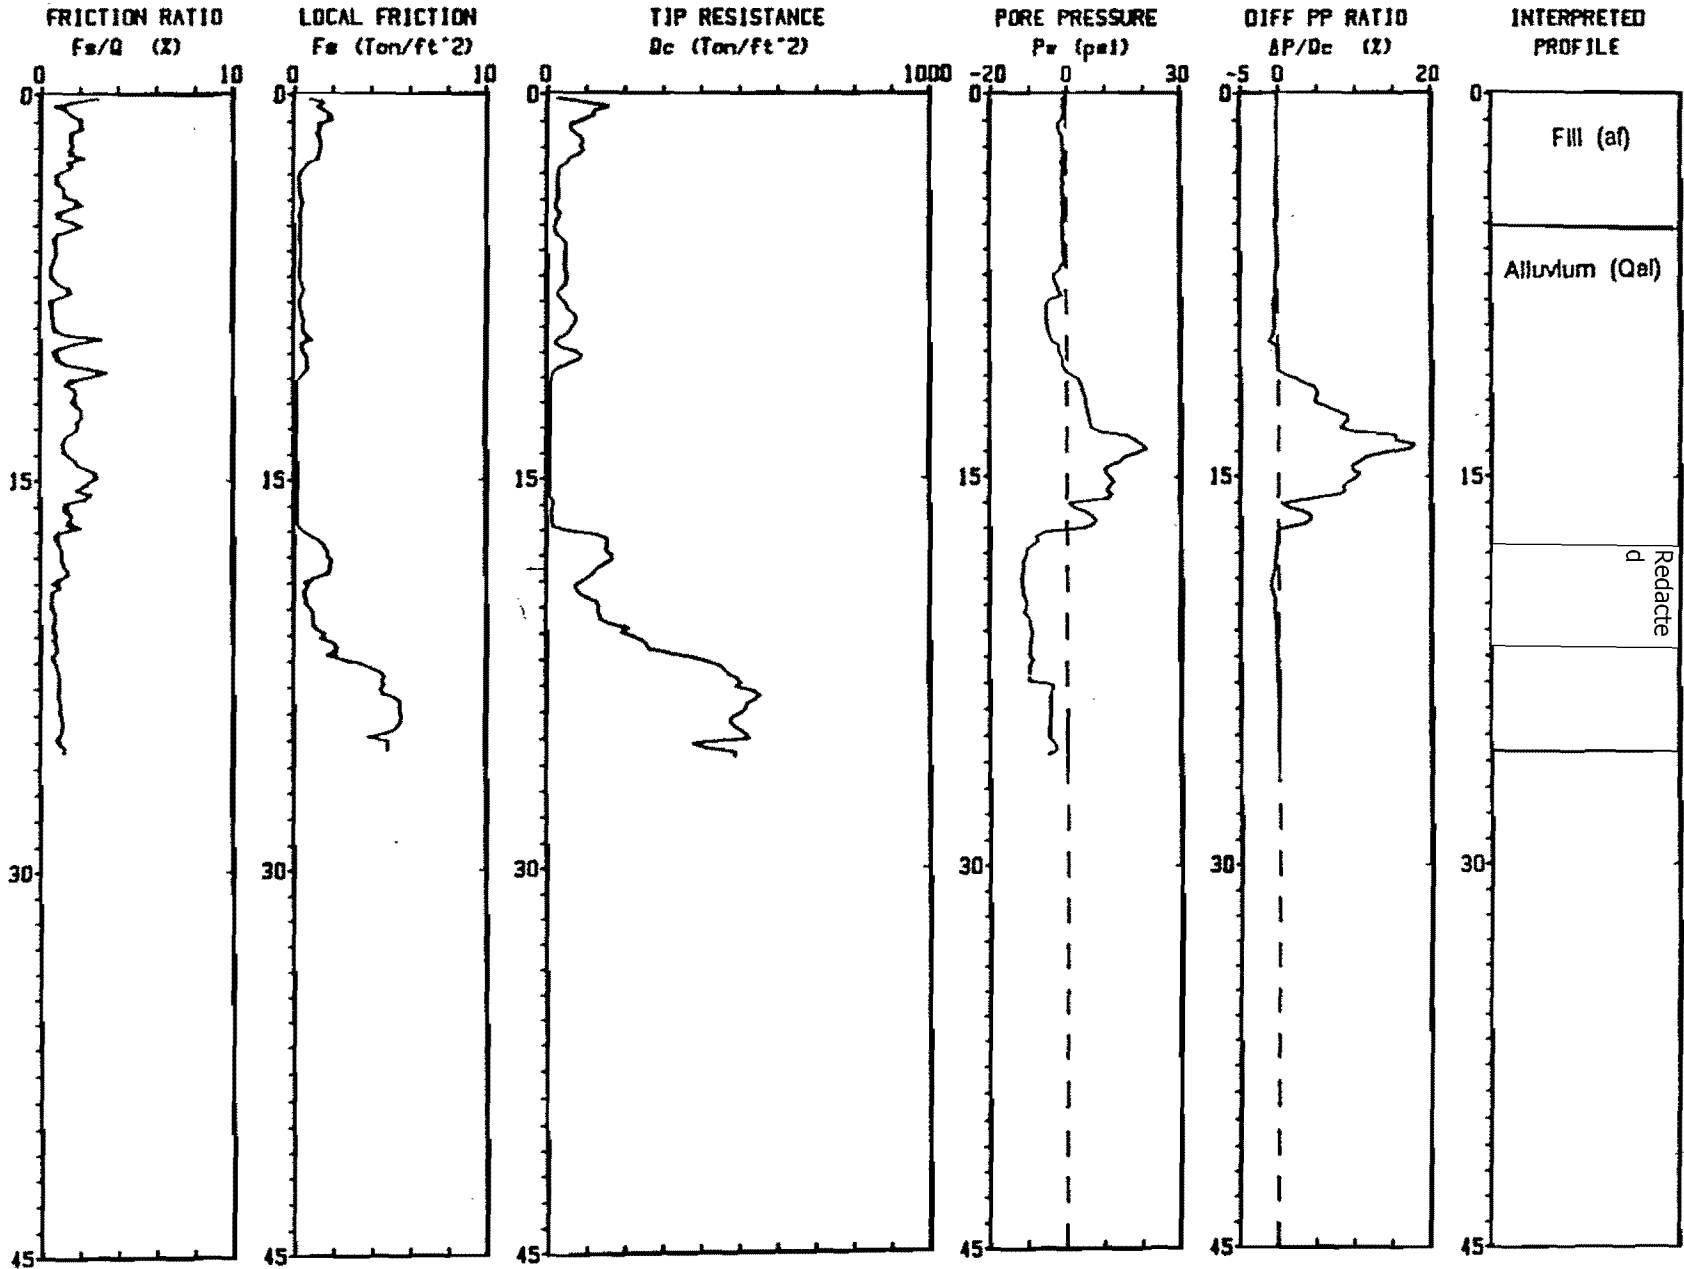 FRICTION RATIO
Fs/Q (%)
0 10
LOCAL FRICTION
Fs (Ton/ft^2)
0 10
TIP RESISTANCE
Qc (Ton/ft^2)
0 1000
PORE PRESSURE
Pw (psi)
-20 0 30
DIFF PP RATIO
ΔP/Qc (%)
-5 0 20
INTERPRETED
PROFILE
0 0 0 0 0 0
Fill (af)
Alluvium (Qal)
15 15 15 15 15 15
Redacte
d
30 30 30 30 30 30
45 45 45 45 45 45